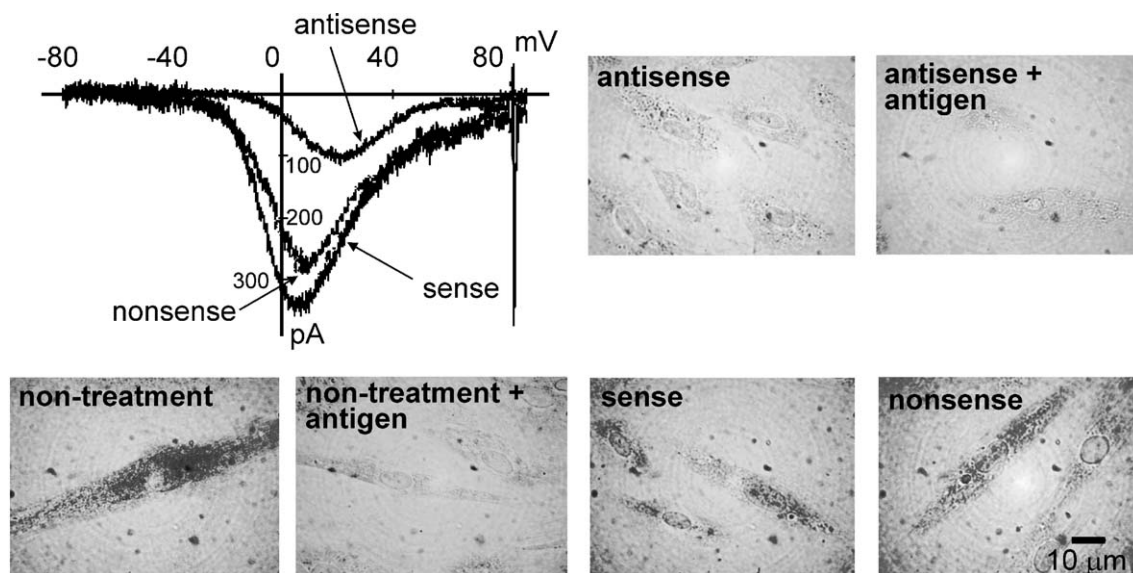 antisense
-80 -40 0 40 80 mV
100
200
300
nonsense
sense
pA
antisense
antisense +
antigen
non-treatment
non-treatment +
antigen
sense
nonsense
10 μm